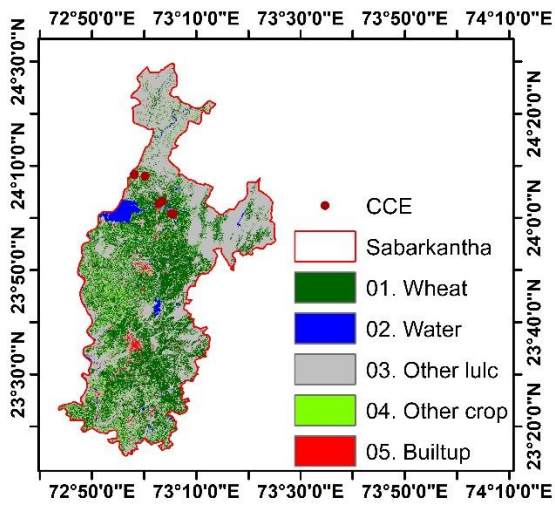 72°50'0"E 73°10'0"E 73°30'0"E 73°50'0"E 74°10'0"E
24°30'0"N
24°20'0"N
24°10'0"N
24°0'0"N
23°50'0"N
23°40'0"N
23°30'0"N
23°20'0"N
CCE
Sabarkantha
01. Wheat
02. Water
03. Other lulc
04. Other crop
05. Builtup
72°50'0"E 73°10'0"E 73°30'0"E 73°50'0"E 74°10'0"E